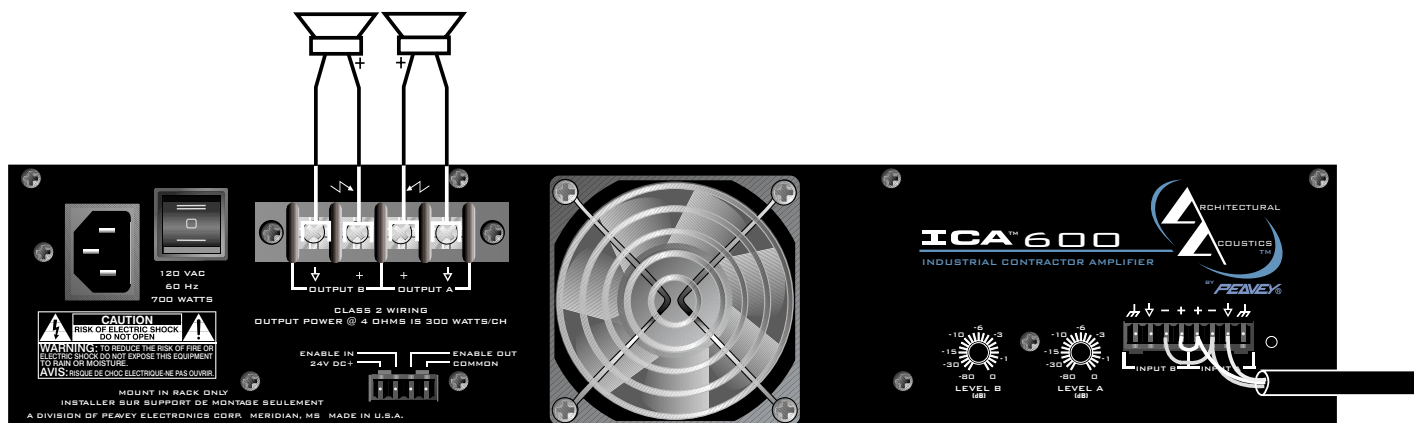 + +
120 VAC
60 Hz
700 WATTS
CAUTION
RISK OF ELECTRIC SHOCK
DO NOT OPEN
WARNING: TO REDUCE THE RISK OF FIRE OR
ELECTRIC SHOCK DO NOT EXPOSE THIS EQUIPMENT
TO RAIN OR MOISTURE.
AVIS: RISQUE DE CHOC ELECTRIQUE-NE PAS OUVRIR.
MOUNT IN RACK ONLY
INSTALLER SUR SUPPORT DE MONTAGE SEULEMENT
A DIVISION OF PEAVEY ELECTRONICS CORP. MERIDIAN, MS MADE IN U.S.A.
+ +
OUTPUT B OUTPUT A
CLASS 2 WIRING
OUTPUT POWER @ 4 OHMS IS 300 WATTS/CH
ENABLE IN ENABLE OUT
24V DC+ COMMON
ICA™ 600
INDUSTRIAL CONTRACTOR AMPLIFIER
ARCHITECTURAL
ACOUSTICS
TM
BY PEAVEY®
- + + -
-6
-10 -3
-15
-30 -1
-80 0
LEVEL B
(dB)
-6
-10 -3
-15
-30 -1
-80 0
LEVEL A
(dB)
INPUT B INPUT